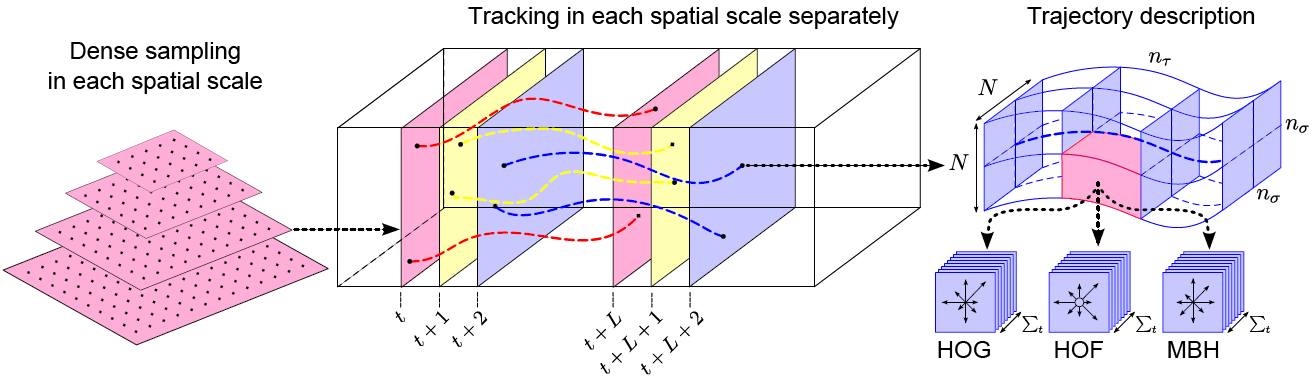 Dense sampling
in each spatial scale
Tracking in each spatial scale separately
t
t + 1
t + 2
t + L
t + L + 1
t + L + 2
Trajectory description
N
N
n_τ
n_σ
n_σ
Σ_t
Σ_t
Σ_t
HOG
HOF
MBH